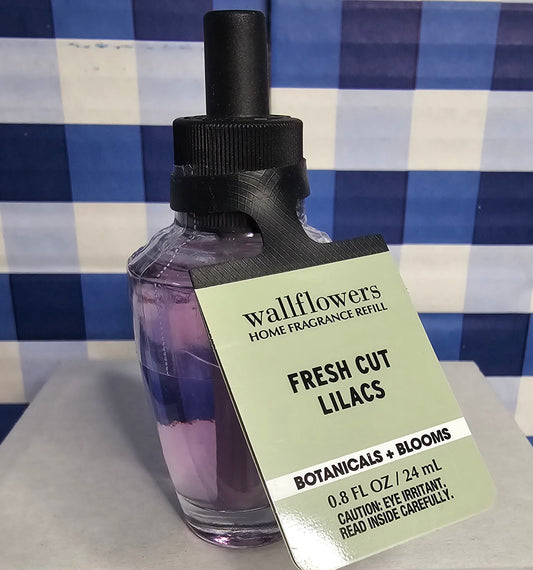 wallflowers
HOME FRAGRANCE REFILL
FRESH CUT
LILACS
BOTANICALS + BLOOMS
0.8 FL OZ / 24 mL
CAUTION: EYE IRRITANT.
READ INSIDE CAREFULLY.